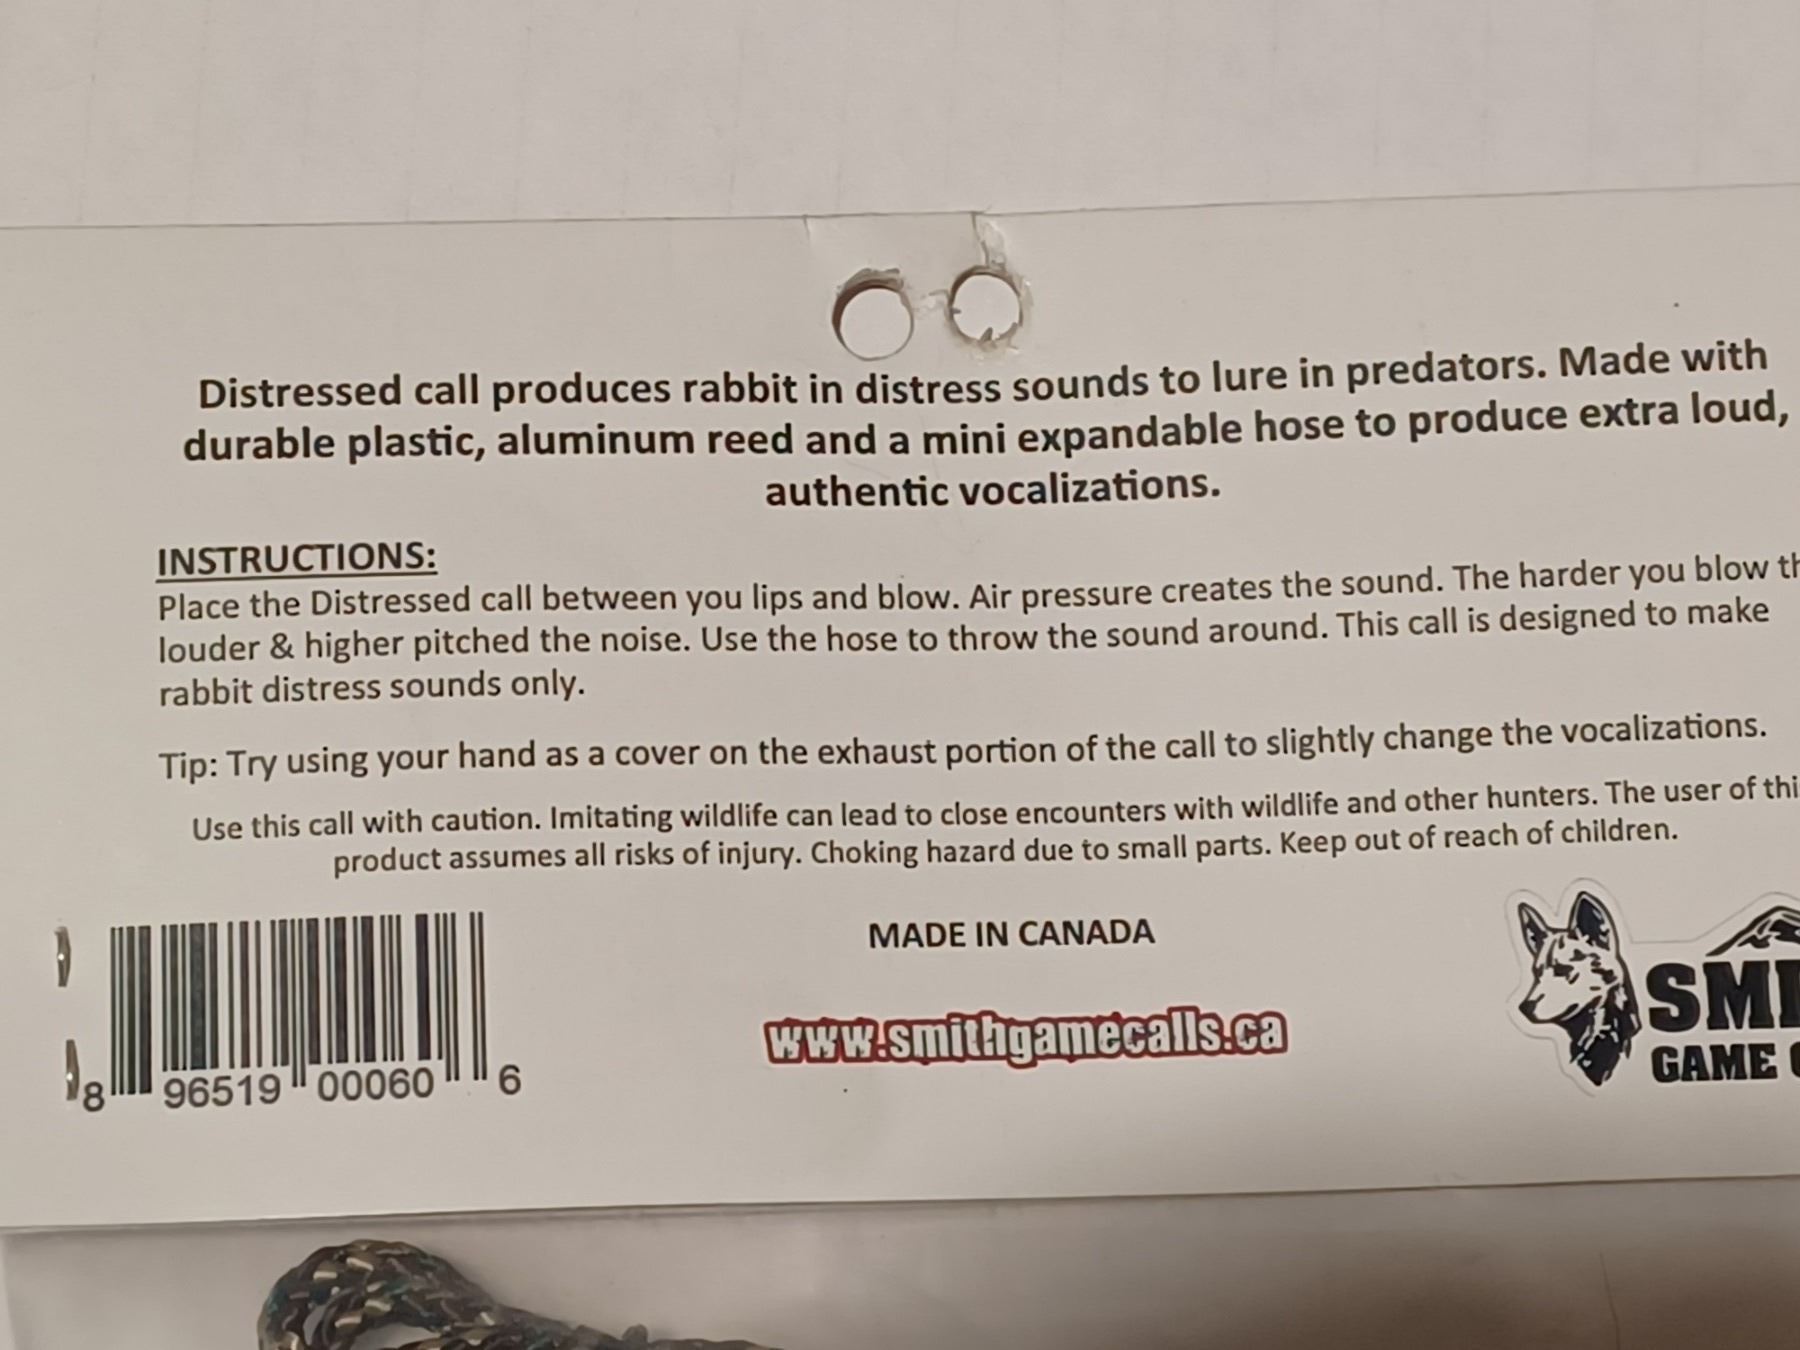 Distressed call produces rabbit in distress sounds to lure in predators. Made with
durable plastic, aluminum reed and a mini expandable hose to produce extra loud,
authentic vocalizations.
INSTRUCTIONS:
Place the Distressed call between you lips and blow. Air pressure creates the sound. The harder you blow th
louder & higher pitched the noise. Use the hose to throw the sound around. This call is designed to make
rabbit distress sounds only.
Tip: Try using your hand as a cover on the exhaust portion of the call to slightly change the vocalizations.
Use this call with caution. Imitating wildlife can lead to close encounters with wildlife and other hunters. The user of thi
product assumes all risks of injury. Choking hazard due to small parts. Keep out of reach of children.
MADE IN CANADA
www.smithgamecalls.ca
SMI
GAME C
8 96519 00060 6